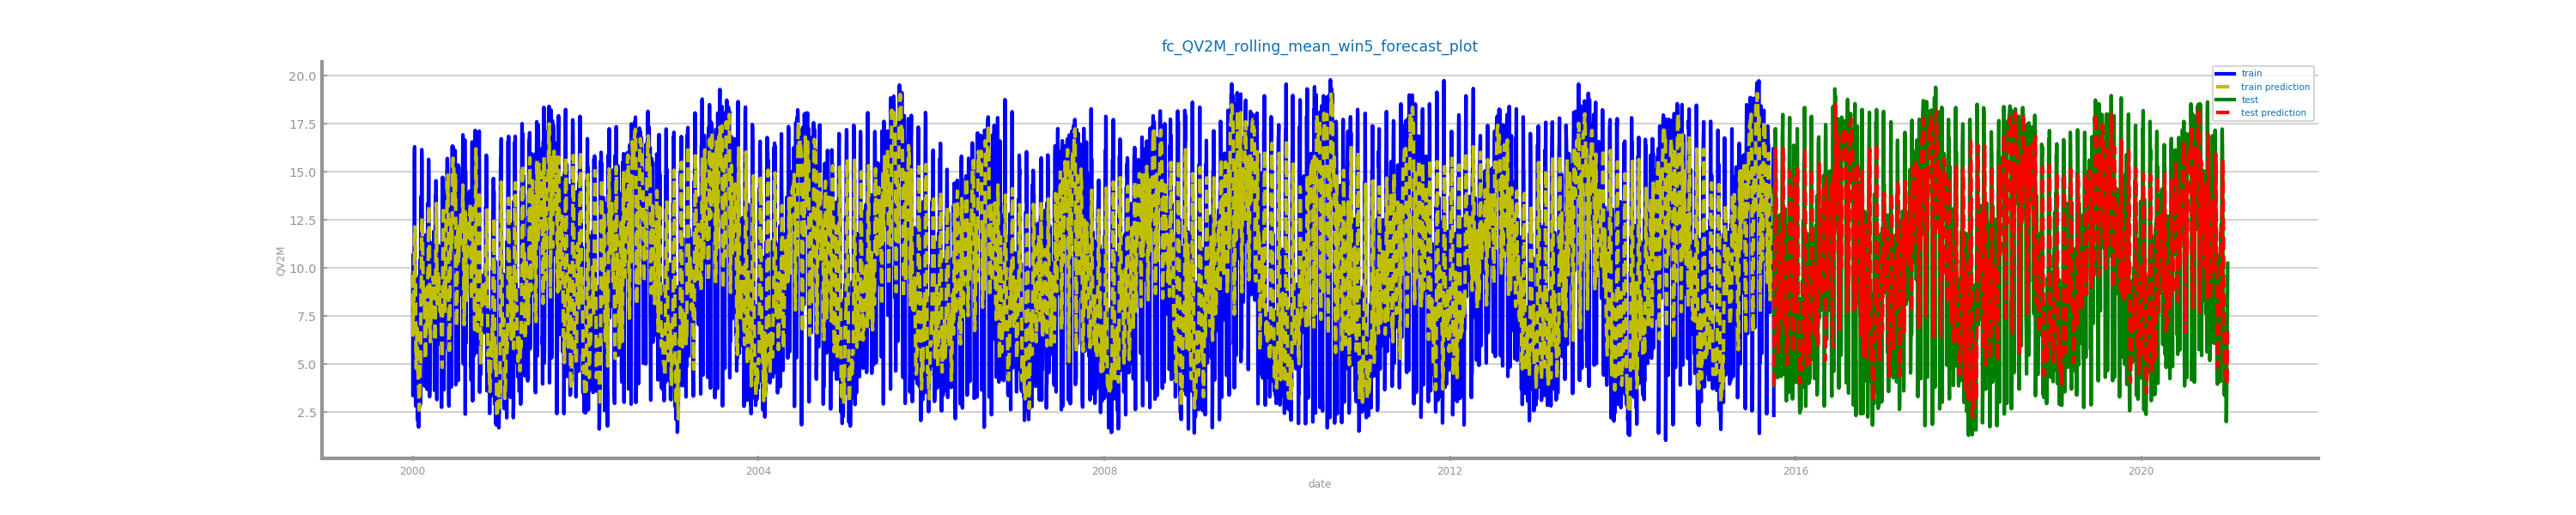 fc_QV2M_rolling_mean_win5_forecast_plot
20.0
17.5
15.0
12.5
10.0
7.5
5.0
2.5
QV2M
train
train prediction
test
test prediction
2000 2004 2008 2012 2016 2020
date